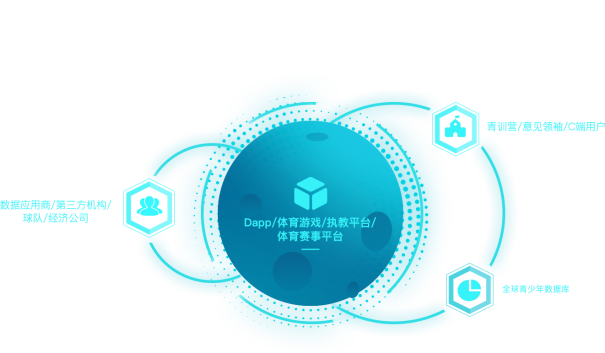 青训营/意见领袖/C端用户
数据应用商/第三方机构/
球队/经济公司
Dapp/体育游戏/执教平台/
体育赛事平台
全球青少年数据库